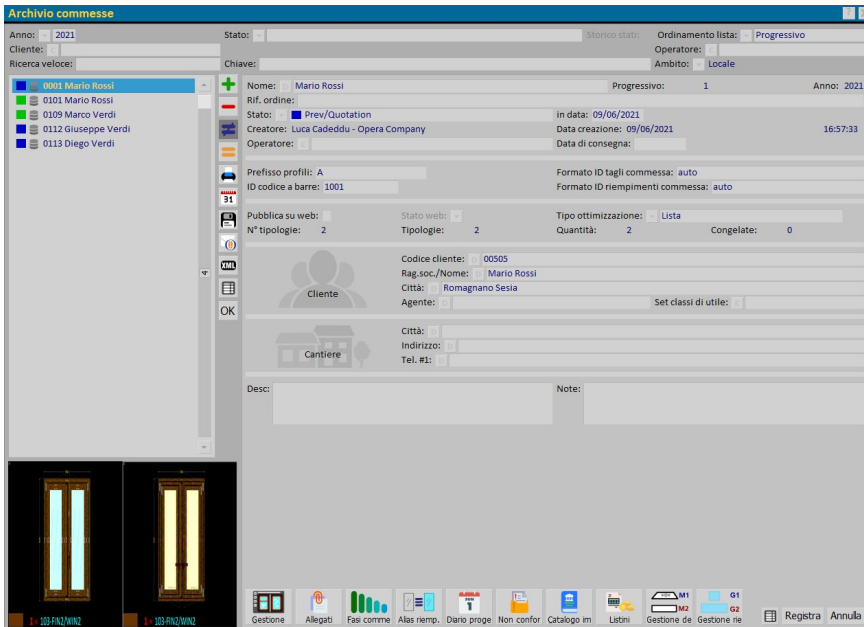 Archivio commesse
Anno: 2021 Stato: Storico stati: Ordinamento lista: Progressivo
Cliente: Operatore:
Ricerca veloce: Chiave: Ambito: Locale
0001 Mario Rossi
0101 Mario Rossi
0109 Marco Verdi
0112 Giuseppe Verdi
0113 Diego Verdi
31
XML
OK
Nome: Mario Rossi Progressivo: 1 Anno: 2021
Rif. ordine:
Stato: Prev/Quotation in data: 09/06/2021
Creatore: Luca Cadeddu - Opera Company Data creazione: 09/06/2021 16:57:33
Operatore: Data di consegna:
Prefisso profili: A Formato ID tagli commessa: auto
ID codice a barre: 1001 Formato ID riempimenti commessa: auto
Pubblica su web: Stato web: Tipo ottimizzazione: Lista
N° tipologie: 2 Tipologie: 2 Quantità: 2 Congelate: 0
Cliente
Codice cliente: 00505
Rag.soc./Nome: Mario Rossi
Città: Romagnano Sesia
Agente: Set classi di utile:
Cantiere
Città:
Indirizzo:
Tel. #1:
Desc: Note:
1 × 103-FIN2/WIN2 1 × 103-FIN2/WIN2
M1 G1
M2 G2
Gestione Allegati Fasi comme Alias riemp. Diario proge Non confor Catalogo im Listini Gestione de Gestione rie Registra Annulla